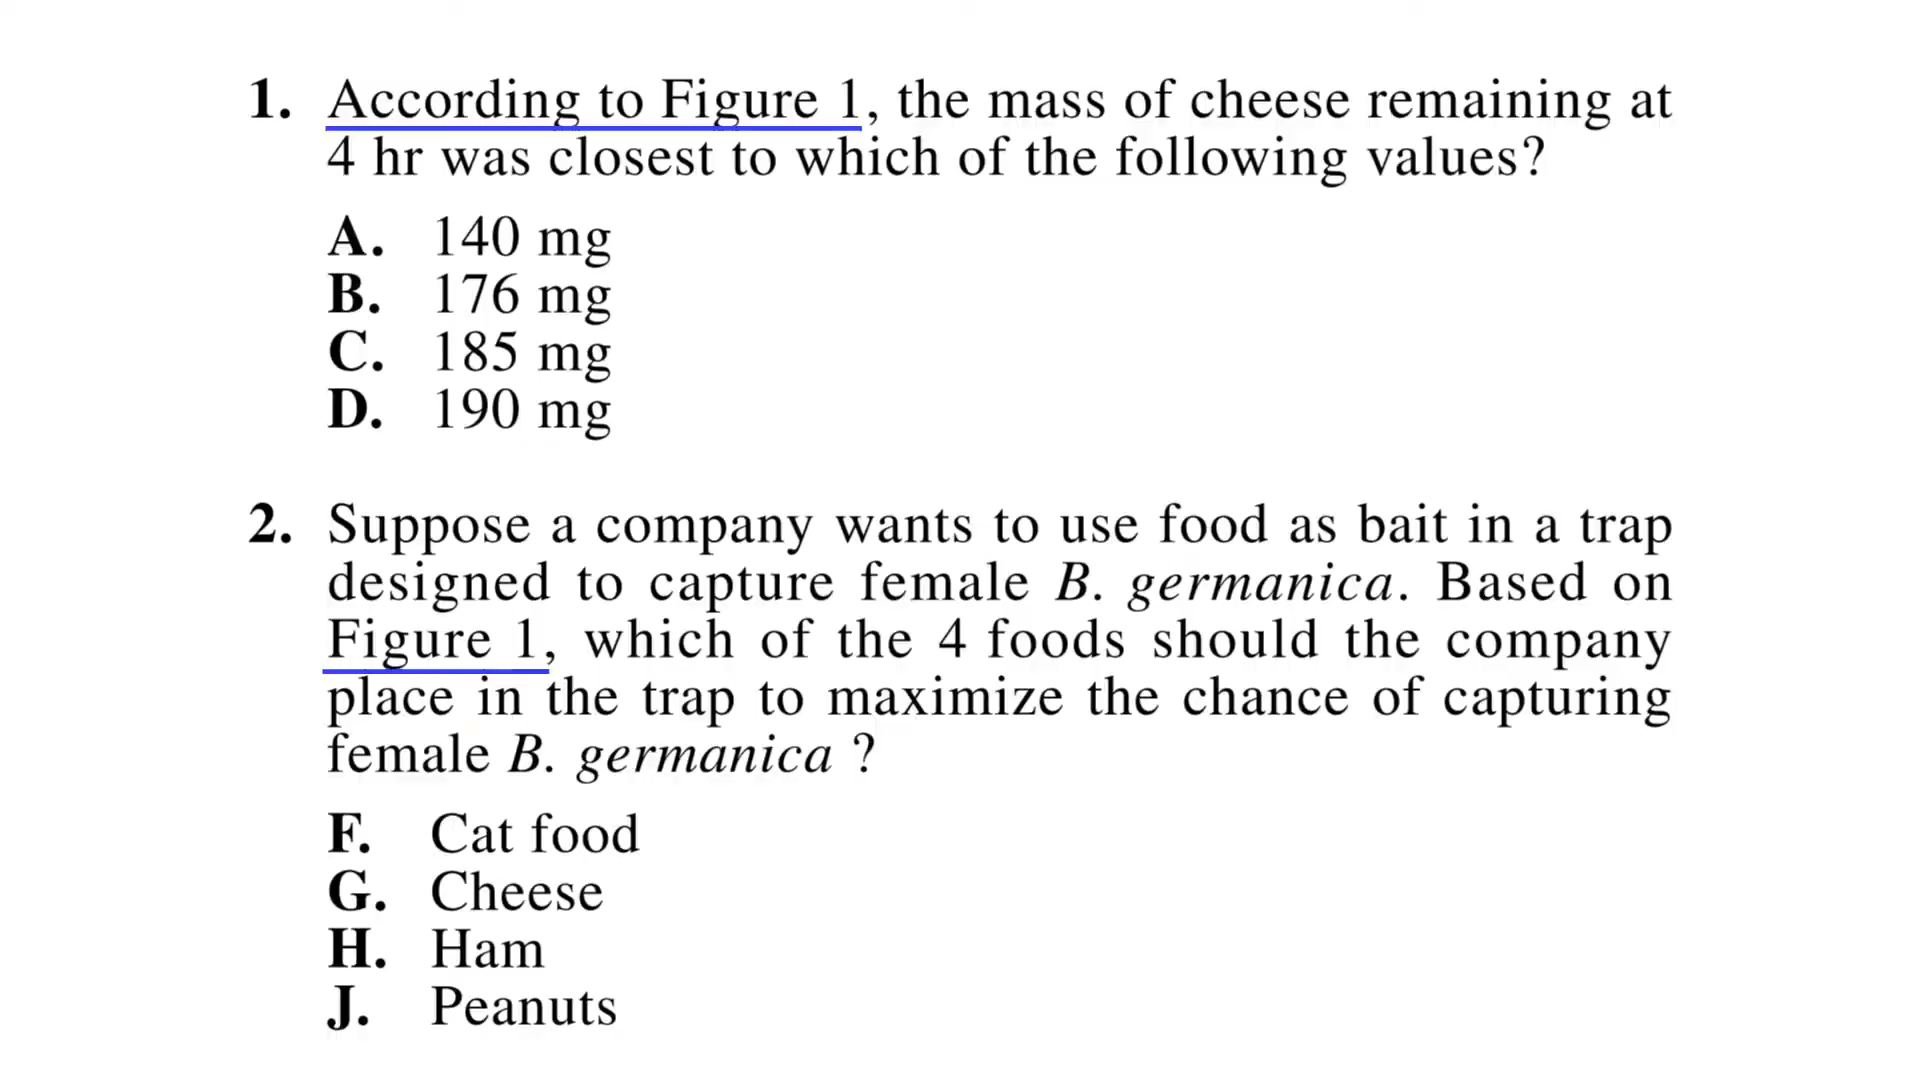 1. According to Figure 1, the mass of cheese remaining at
4 hr was closest to which of the following values?
A. 140 mg
B. 176 mg
C. 185 mg
D. 190 mg
2. Suppose a company wants to use food as bait in a trap
designed to capture female B. germanica. Based on
Figure 1, which of the 4 foods should the company
place in the trap to maximize the chance of capturing
female B. germanica ?
F. Cat food
G. Cheese
H. Ham
J. Peanuts